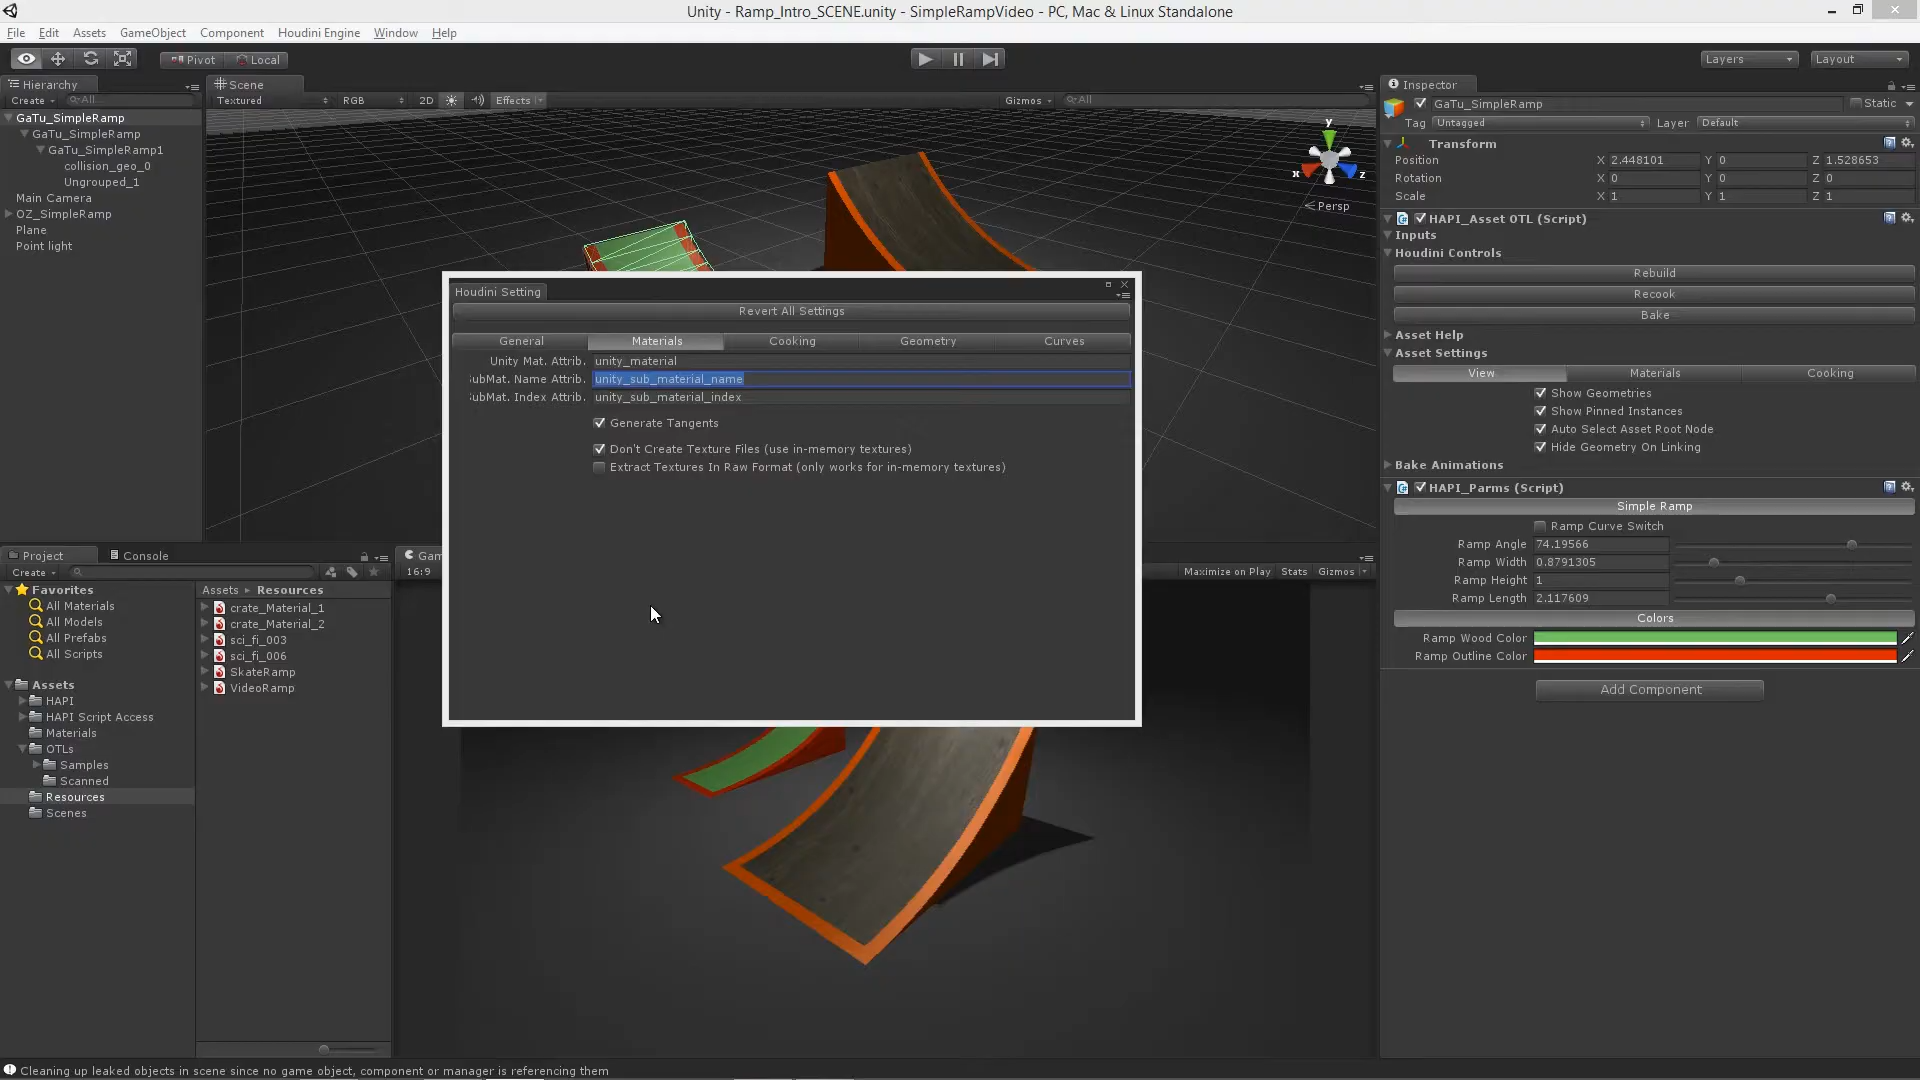 Unity - Ramp_Intro_SCENE.unity - SimpleRampVideo - PC, Mac & Linux Standalone
File Edit Assets GameObject Component Houdini Engine Window Help
Pivot Local
Layers Layout
Hierarchy
Create All
GaTu_SimpleRamp
GaTu_SimpleRamp
GaTu_SimpleRamp1
collision_geo_0
Ungrouped_1
Main Camera
OZ_SimpleRamp
Plane
Point light
Scene
Textured RGB 2D Effects Gizmos All
y
x z
Persp
Houdini Setting
Revert All Settings
General Materials Cooking Geometry Curves
Unity Mat. Attrib. unity_material
SubMat. Name Attrib. unity_sub_material_name
SubMat. Index Attrib. unity_sub_material_index
Generate Tangents
Don't Create Texture Files (use in-memory textures)
Extract Textures In Raw Format (only works for in-memory textures)
Project Console
Create
Favorites
All Materials
All Models
All Prefabs
All Scripts
Assets
HAPI
HAPI Script Access
Materials
OTLs
Samples
Scanned
Resources
Scenes
Assets Resources
crate_Material_1
crate_Material_2
sci_fi_003
sci_fi_006
SkateRamp
VideoRamp
Gam
16:9 Maximize on Play Stats Gizmos
Inspector
GaTu_SimpleRamp Static
Tag Untagged Layer Default
Transform
Position X 2.448101 Y 0 Z 1.528653
Rotation X 0 Y 0 Z 0
Scale X 1 Y 1 Z 1
HAPI_Asset OTL (Script)
Inputs
Houdini Controls
Rebuild
Recook
Bake
Asset Help
Asset Settings
View Materials Cooking
Show Geometries
Show Pinned Instances
Auto Select Asset Root Node
Hide Geometry On Linking
Bake Animations
HAPI_Parms (Script)
Simple Ramp
Ramp Curve Switch
Ramp Angle 74.19566
Ramp Width 0.8791305
Ramp Height 1
Ramp Length 2.117609
Colors
Ramp Wood Color
Ramp Outline Color
Add Component
Cleaning up leaked objects in scene since no game object, component or manager is referencing them